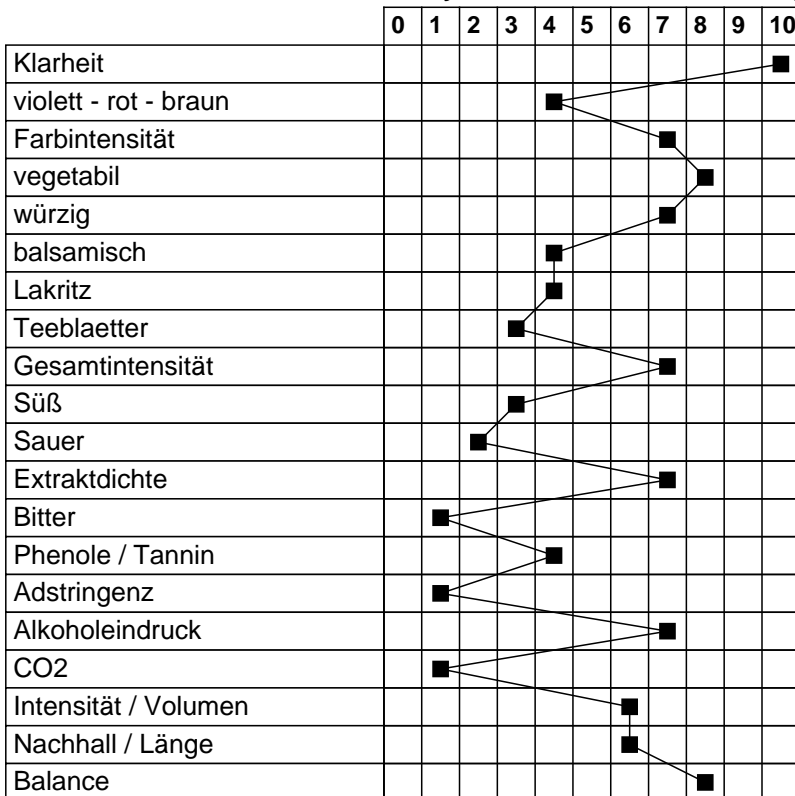 0 1 2 3 4 5 6 7 8 9 10
Klarheit
violett - rot - braun
Farbintensität
vegetabil
würzig
balsamisch
Lakritz
Teeblaetter
Gesamtintensität
Süß
Sauer
Extraktdichte
Bitter
Phenole / Tannin
Adstringenz
Alkoholeindruck
CO2
Intensität / Volumen
Nachhall / Länge
Balance